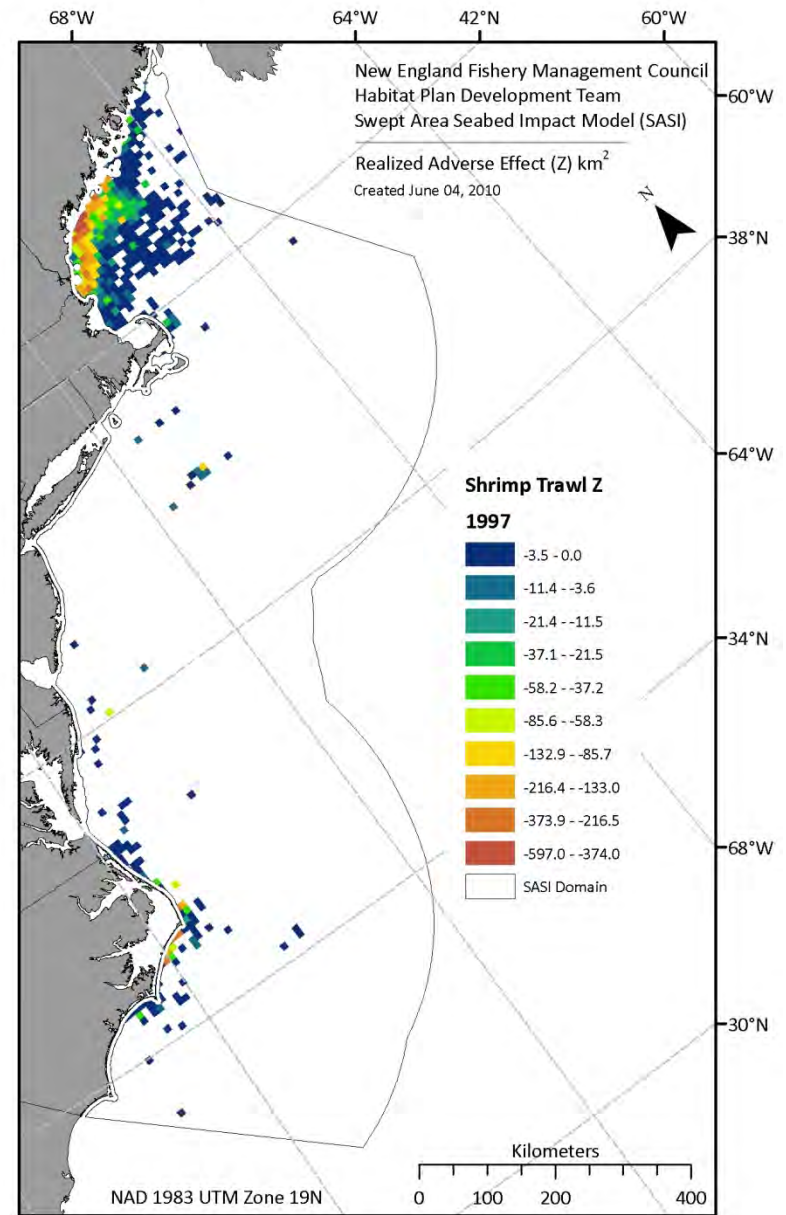 68°W 64°W 42°N 60°W
New England Fishery Management Council
Habitat Plan Development Team
Swept Area Seabed Impact Model (SASI)
Realized Adverse Effect (Z) km²
Created June 04, 2010
60°W
N
38°N
64°W
Shrimp Trawl Z
1997
-3.5 - 0.0
-11.4 - -3.6
-21.4 - -11.5
-37.1 - -21.5
-58.2 - -37.2
-85.6 - -58.3
-132.9 - -85.7
-216.4 - -133.0
-373.9 - -216.5
-597.0 - -374.0
SASI Domain
34°N
68°W
30°N
Kilometers
0 100 200 400
NAD 1983 UTM Zone 19N